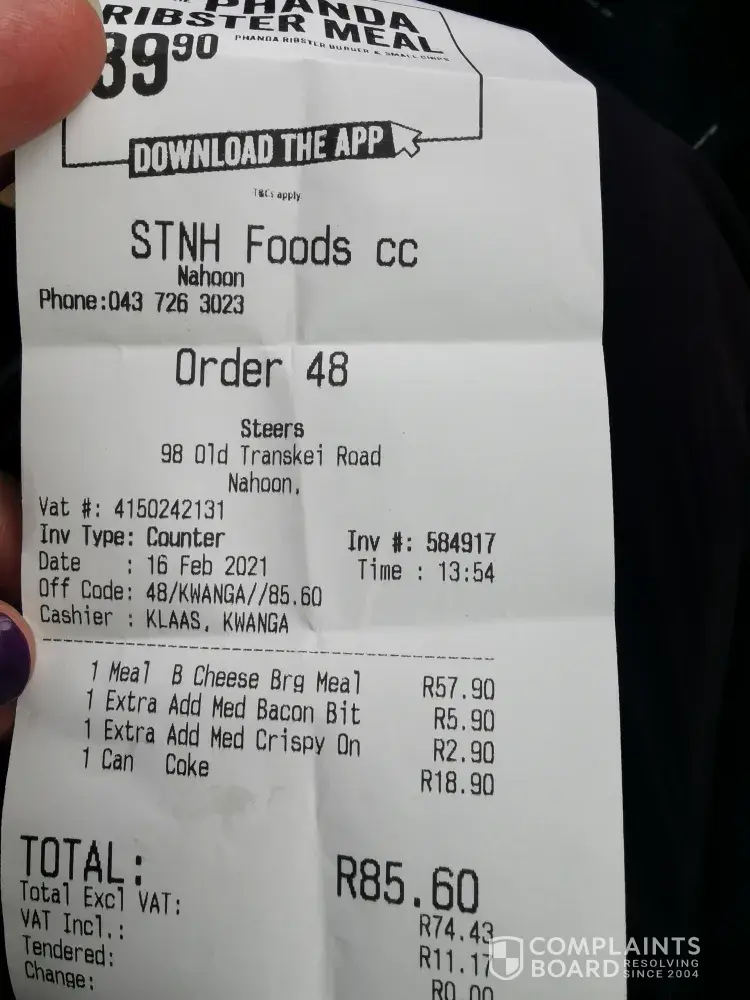 PHANDA
RIBSTER MEAL
PHANDA RIBSTER BURGER & SMALL CHIPS
39⁹⁰
DOWNLOAD THE APP
T&C's apply
STNH Foods cc
Nahoon
Phone:043 726 3023
Order 48
Steers
98 Old Transkei Road
Nahoon,
Vat #: 4150242131
Inv Type: Counter Inv #: 584917
Date : 16 Feb 2021 Time : 13:54
Off Code: 48/KWANGA//85.60
Cashier : KLAAS, KWANGA
1 Meal B Cheese Brg Meal R57.90
1 Extra Add Med Bacon Bit R5.90
1 Extra Add Med Crispy On R2.90
1 Can Coke R18.90
TOTAL: R85.60
Total Excl VAT: R74.43
VAT Incl.: R11.17
Tendered: R0.00
Change:
COMPLAINTS
BOARD RESOLVING
SINCE 2004